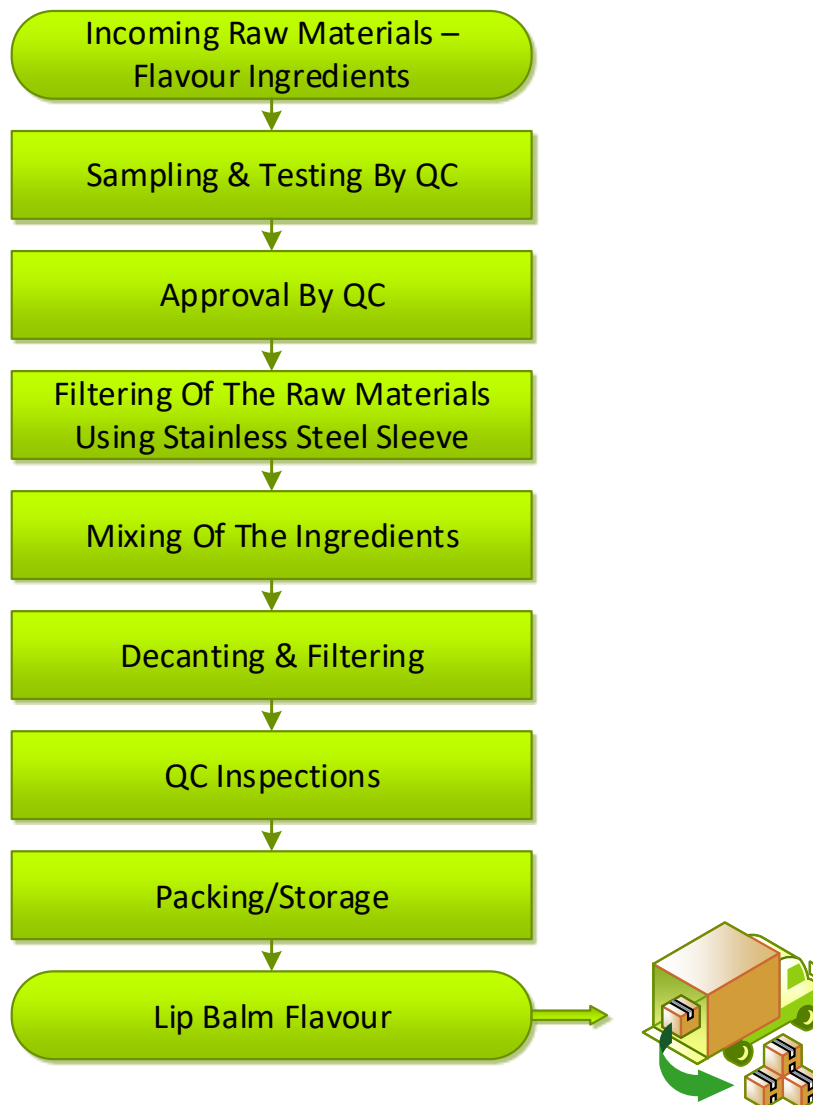 Incoming Raw Materials –
Flavour Ingredients
Sampling & Testing By QC
Approval By QC
Filtering Of The Raw Materials
Using Stainless Steel Sleeve
Mixing Of The Ingredients
Decanting & Filtering
QC Inspections
Packing/Storage
Lip Balm Flavour